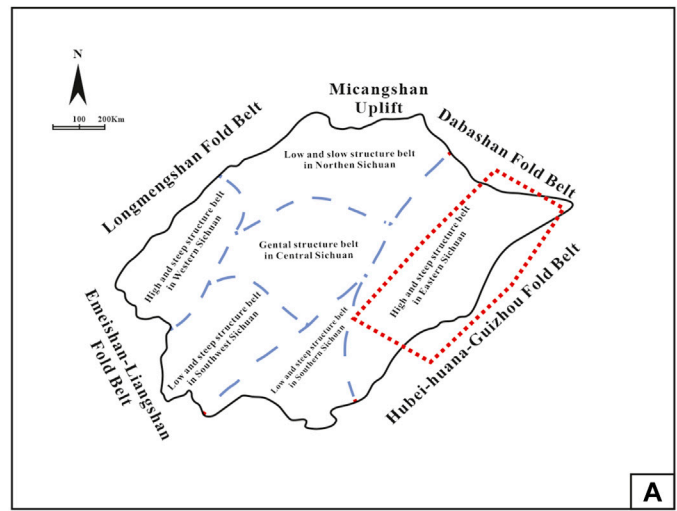 N
100 200Km
Micangshan
Uplift
Longmengshan Fold Belt
Dabashan Fold Belt
Low and slow structure belt
in Northen Sichuan
High and steep structure belt
in Western Sichuan
Gental structure belt
in Central Sichuan
High and steep structure belt
in Eastern Sichuan
Low and steep structure belt
in Southwest Sichuan
Low and steep structure belt
in Southern Sichuan
Emeishan-Liangshan
Fold Belt
Hubei-huana-Guizhou Fold Belt
A